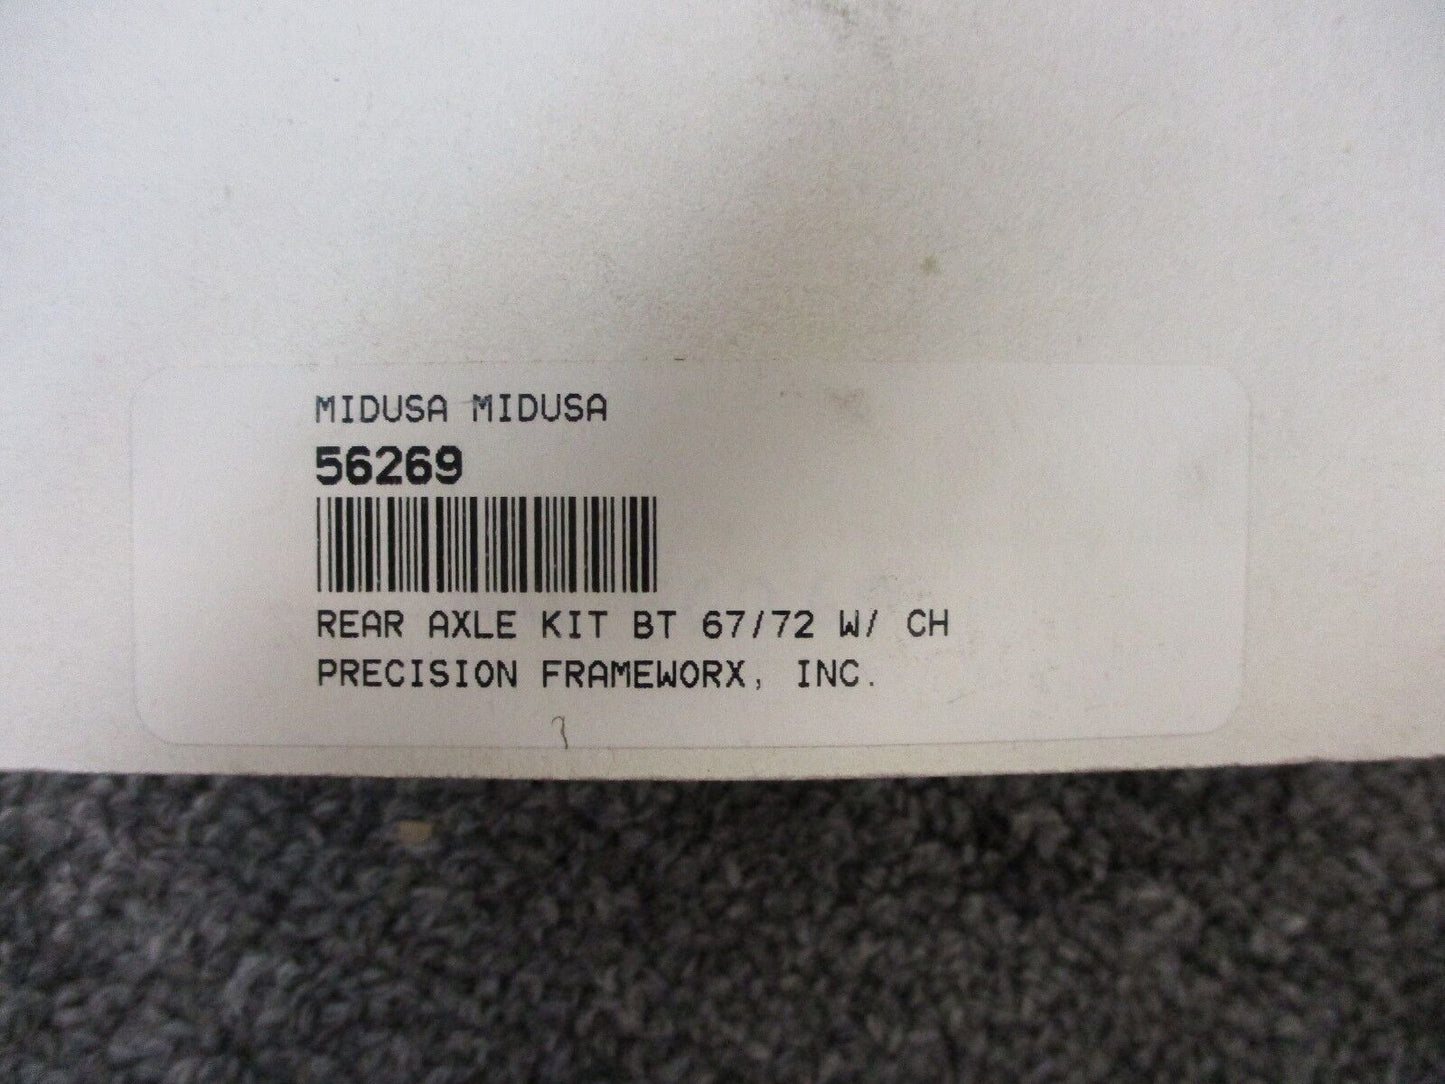 MIDUSA MIDUSA
56269
REAR AXLE KIT BT 67/72 W/ CH
PRECISION FRAMEWORX, INC.